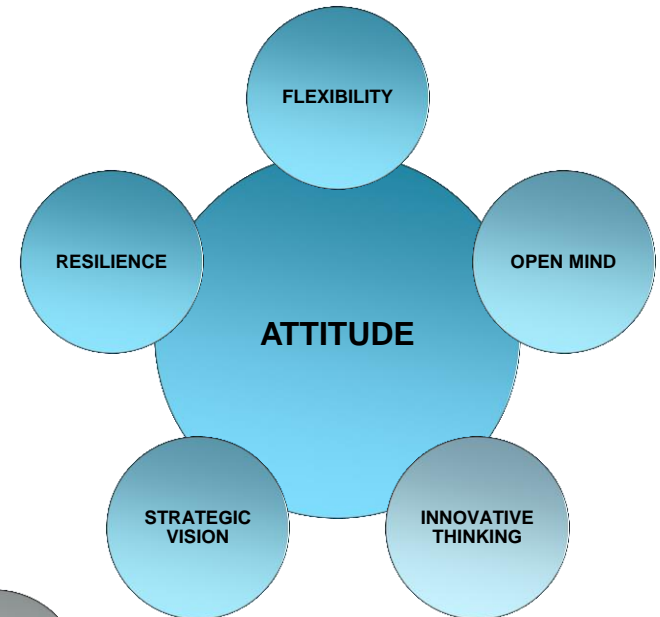 FLEXIBILITY
RESILIENCE
OPEN MIND
ATTITUDE
STRATEGIC
VISION
INNOVATIVE
THINKING